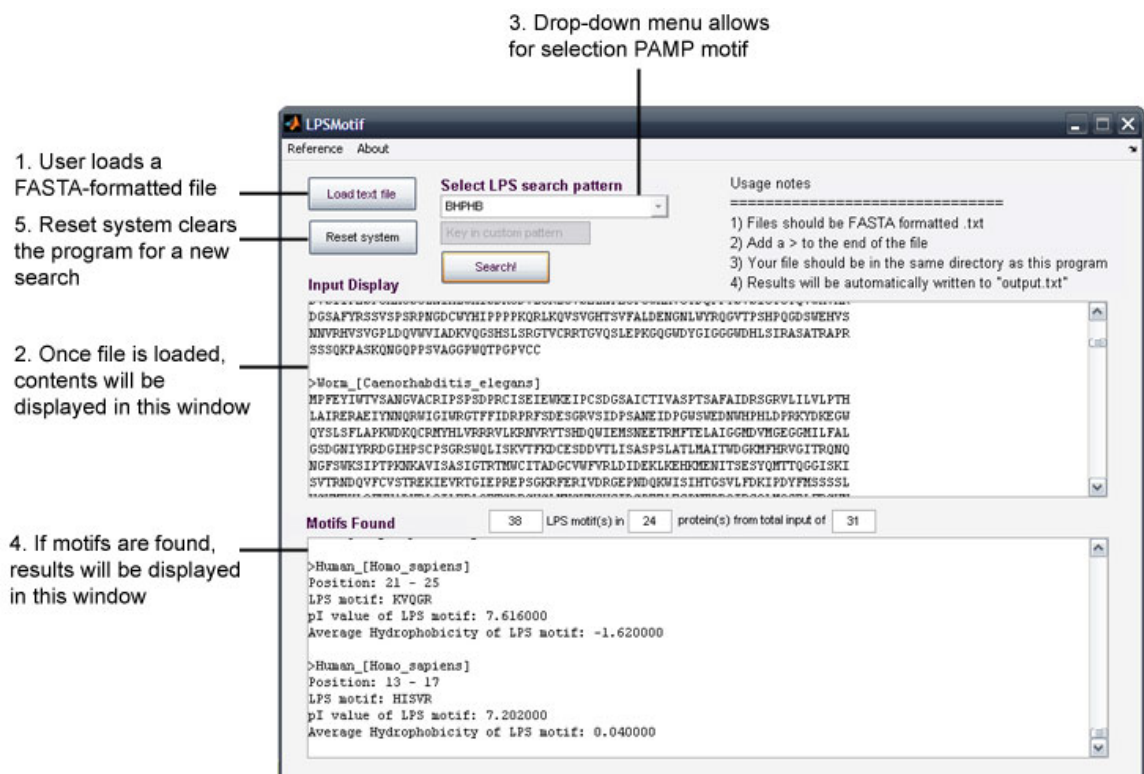 3. Drop-down menu allows
for selection PAMP motif
1. User loads a
FASTA-formatted file
5. Reset system clears
the program for a new
search
2. Once file is loaded,
contents will be
displayed in this window
4. If motifs are found,
results will be displayed
in this window
LPSMotif
Reference About
Load text file
Select LPS search pattern
BHPHB
Reset system
Key in custom pattern
Search!
Usage notes
===============================
1) Files should be FASTA formatted .txt
2) Add a > to the end of the file
3) Your file should be in the same directory as this program
4) Results will be automatically written to "output.txt"
Input Display
DGSAFYRSSVSPSRPNGDCWYHIPPPPKQRLKQVSVGHTSVFALDENGNLWYRQGVTPSHPQGDSWEHVS
NNVRHVSVGPLDQVWVIADKVQGSHSLSRGTVCRRTGVQSLEPKGQGWDYGIGGGWDHLSIRASATRAPR
SSSQKPASKQNGQPPSVAGGPWQTPGPVCC
>Worm_[Caenorhabditis_elegans]
MPFEYIWTVSANGVACRIPSPSDPRCISEIEWKEIPCSDGSAICTIVASPTSAFAIDRSGRVLILVLPTH
LAIRERAEIYNNQRWIGIWRGTFFIDRPRFSDESGRVSIDPSANEIDPGWSWEDNWHPHLDPRKYDKEGW
QYSLSFLAPKWDKQCRMYHLVRRRVLKRNVRYTSHDQWIEMSNEETRMFTELAIGGMDVMGEGGMILFAL
GSDGNIYRRDGIHPSCPSGRSWQLISKVTFKDCESDDVTLISASPSLATLMAITWDGKMFHRVGITRQNQ
NGFSWKSIPTPKNKAVISASIGTRTMWCITADGCVWFVRLDIDEKLKEHKMENITSESYQMTTQGGISKI
SVTRNDQVFCVSTREKIEVRTGIEPREPSGKRFERIVDRGEPNDQKWISIHTGSVLFDKIPDYFMSSSSL
Motifs Found
38 LPS motif(s) in 24 protein(s) from total input of 31
>Human_[Homo_sapiens]
Position: 21 - 25
LPS motif: KVQGR
pI value of LPS motif: 7.616000
Average Hydrophobicity of LPS motif: -1.620000
>Human_[Homo_sapiens]
Position: 13 - 17
LPS motif: HISVR
pI value of LPS motif: 7.202000
Average Hydrophobicity of LPS motif: 0.040000